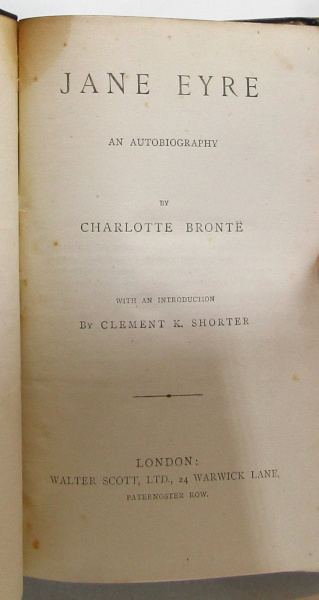 JANE EYRE
AN AUTOBIOGRAPHY
BY
CHARLOTTE BRONTË
WITH AN INTRODUCTION
BY CLEMENT K. SHORTER
LONDON:
WALTER SCOTT, LTD., 24 WARWICK LANE,
PATERNOSTER ROW.